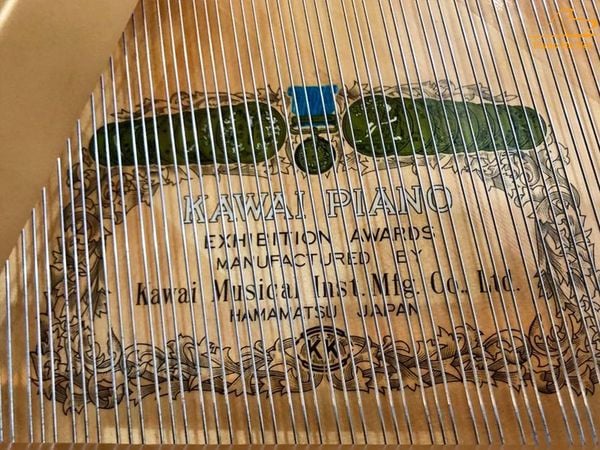 KAWAI PIANO
EXHIBITION AWARDS
MANUFACTURED BY
Kawai Musical Inst. Mfg. Co., Ltd.
HAMAMATSU JAPAN
KK